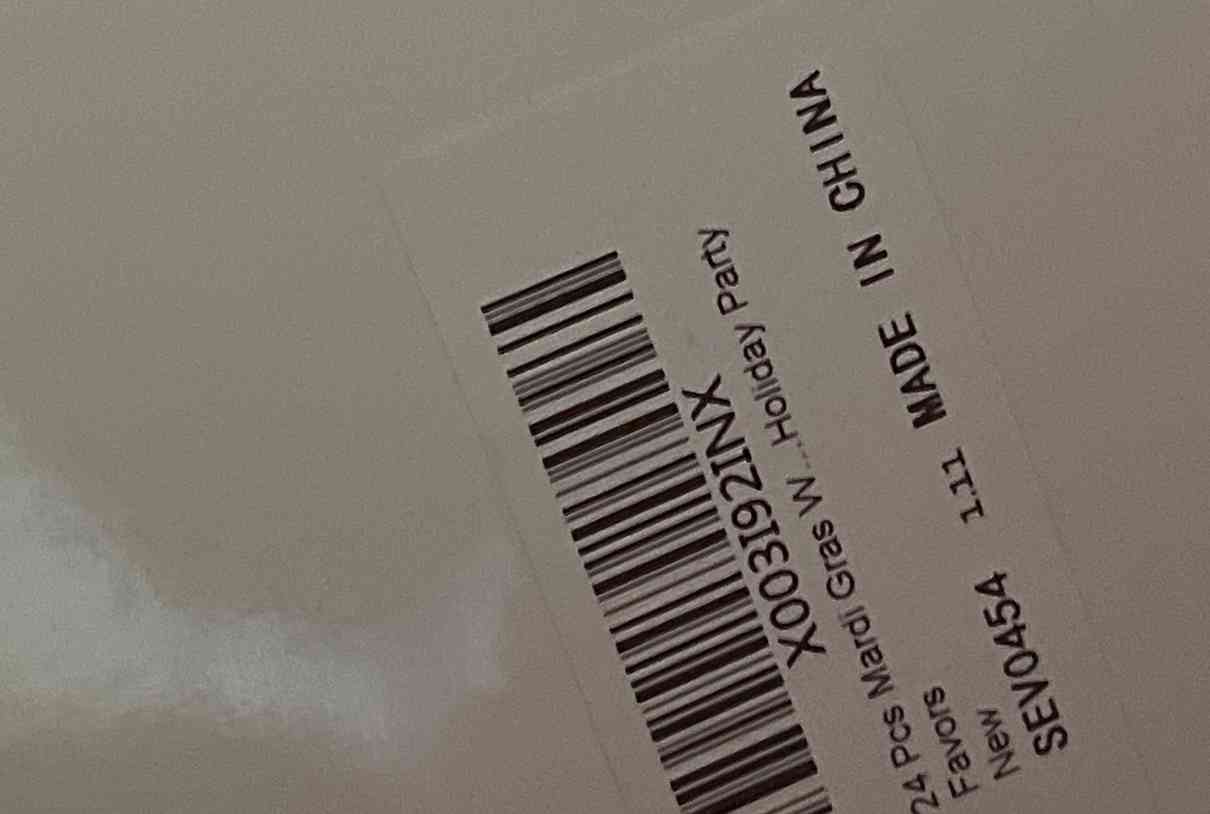 X003I92INX
24 Pcs Mardi Gras W...Holiday Party
Favors
New
SEV0454 1.11 MADE IN CHINA